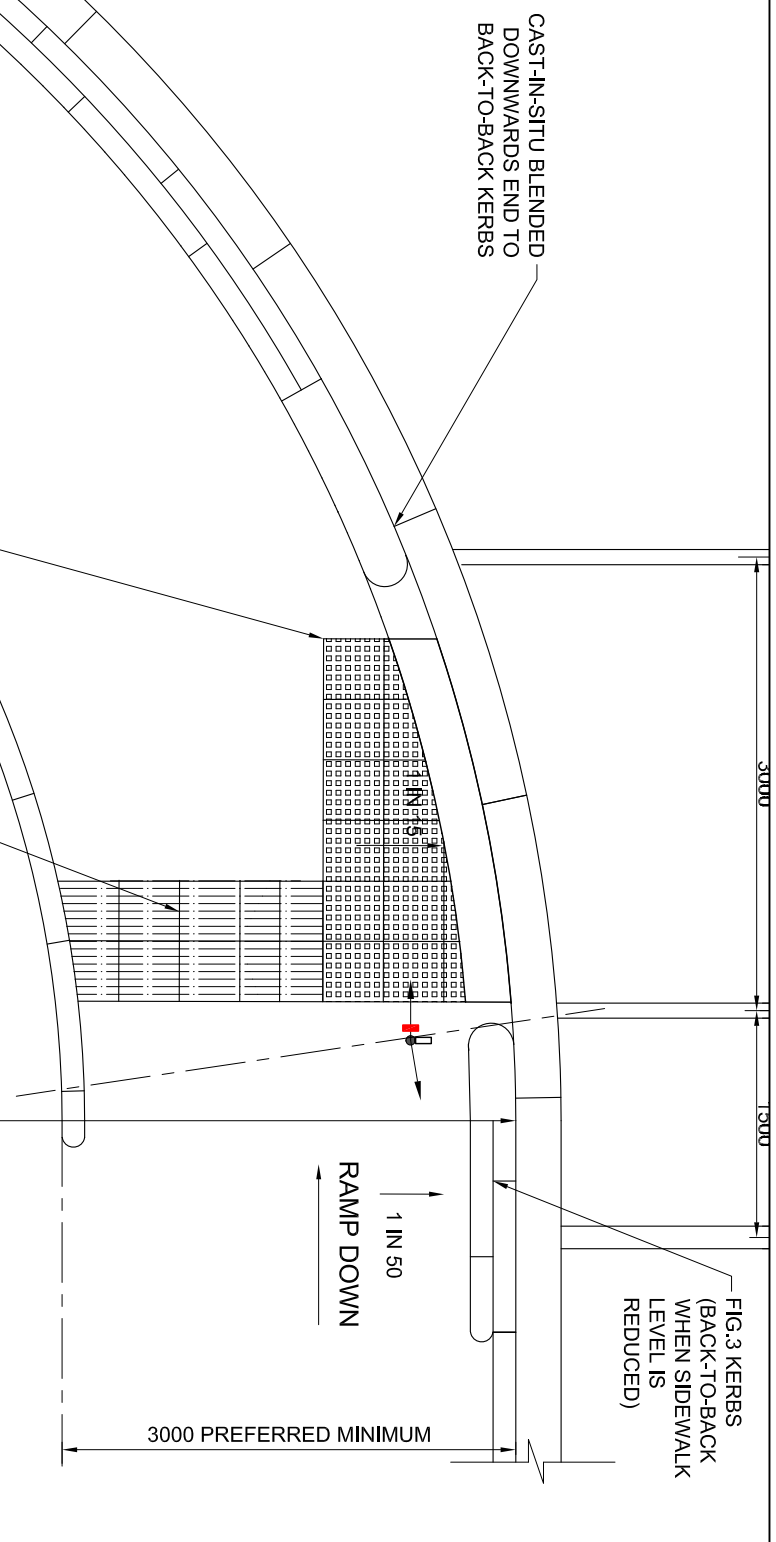 CAST-IN-SITU BLENDED
DOWNWARDS END TO
BACK-TO-BACK KERBS
3000
1500
1 IN 15
FIG.3 KERBS
(BACK-TO-BACK
WHEN SIDEWALK
LEVEL IS
REDUCED)
1 IN 50
RAMP DOWN
3000 PREFERRED MINIMUM